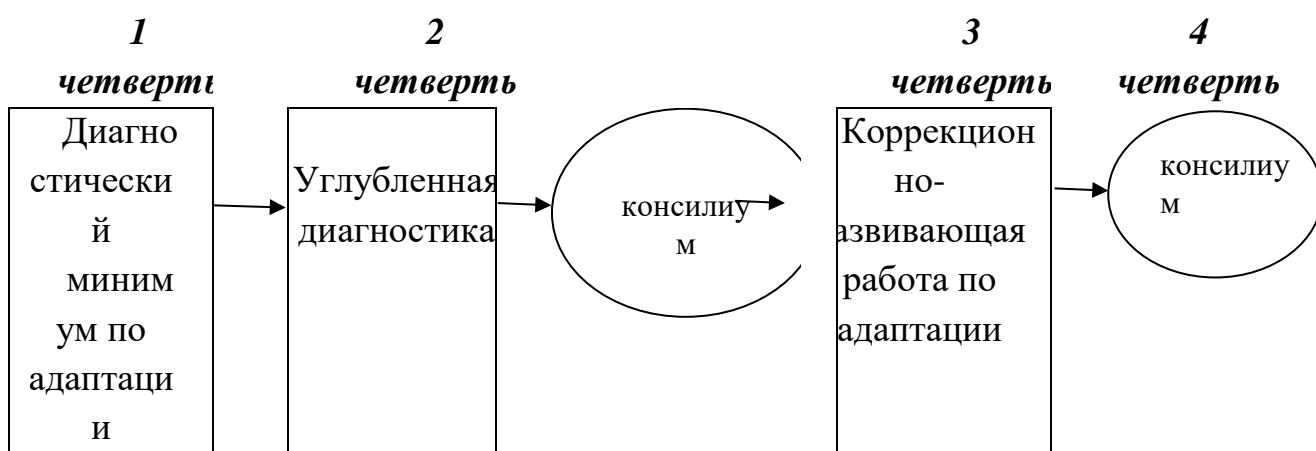 1
четверть
2
четверть
3
четверть
4
четверть
Диагно
стически
й
миним
ум по
адаптаци
и
Углубленная
диагностика
консилиу
м
Коррекцион
но-
азвивающая
работа по
адаптации
консилиу
м